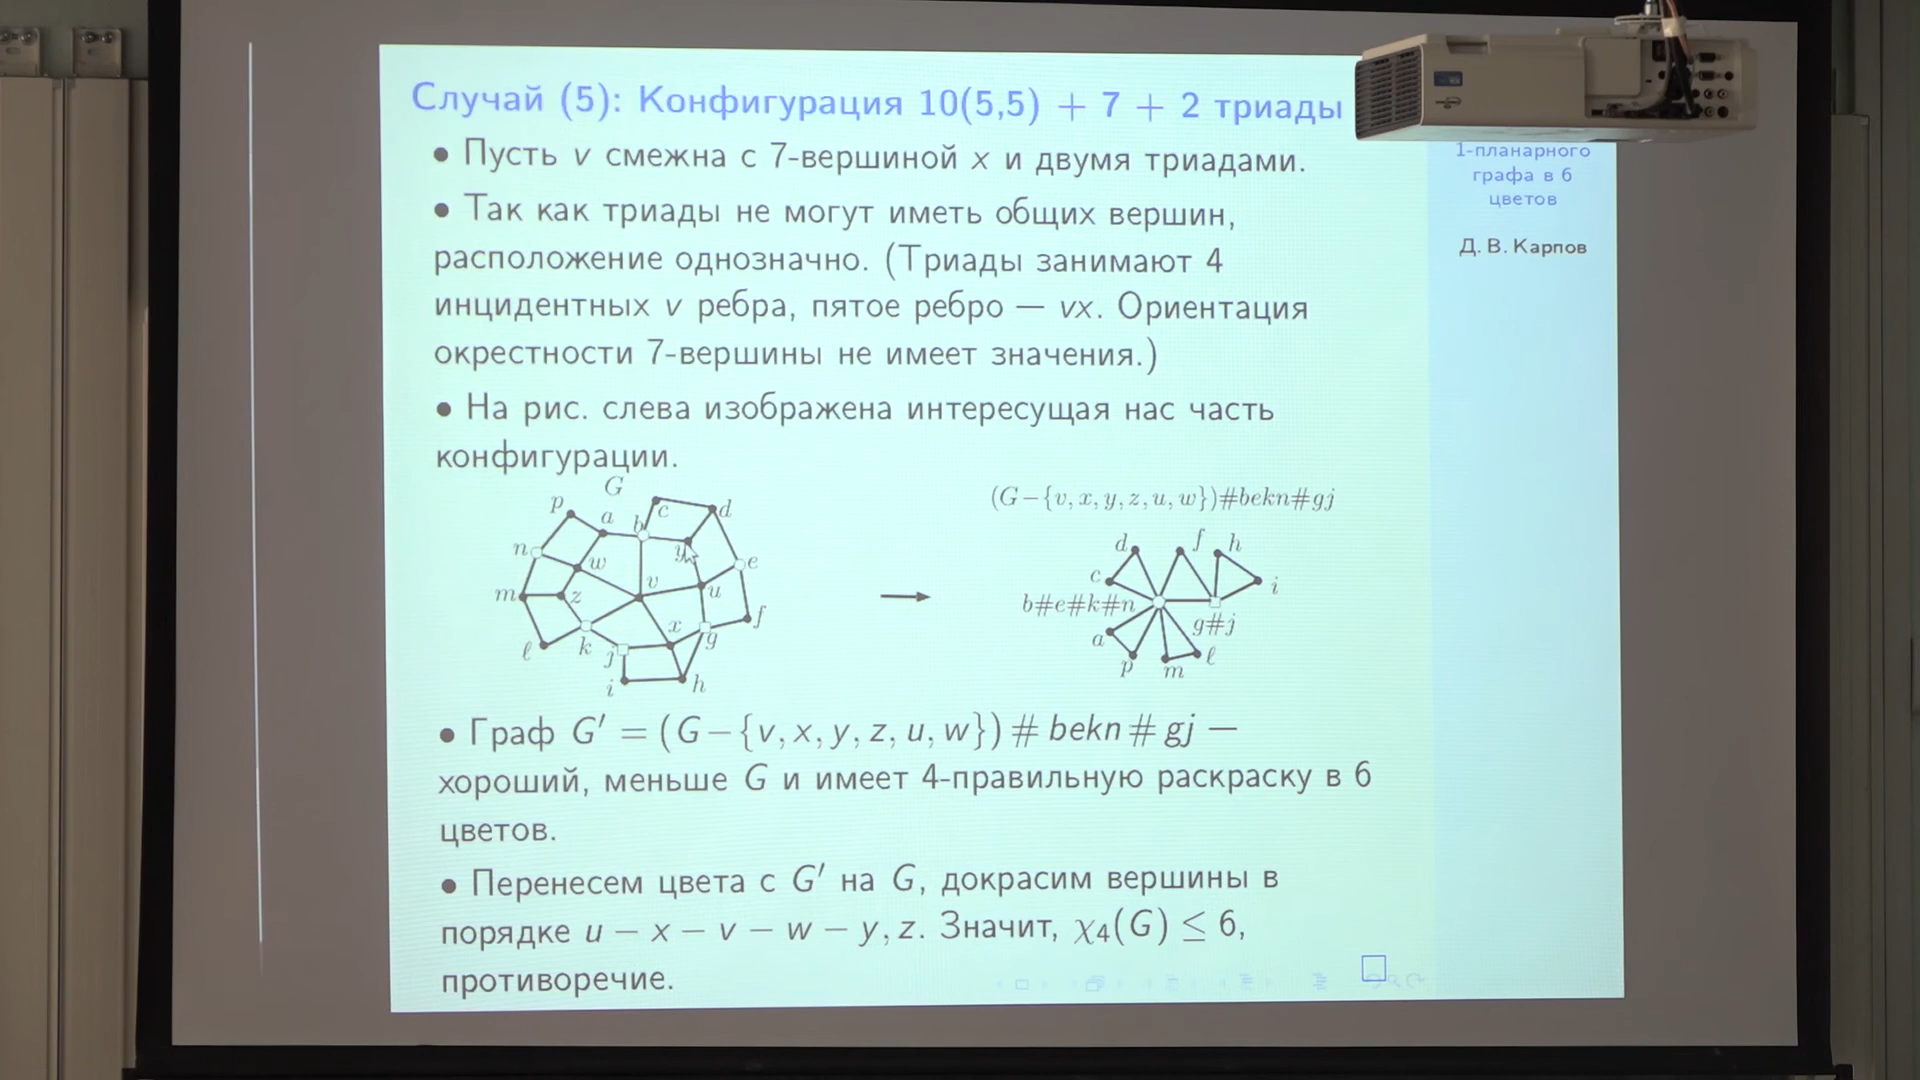 Случай (5): Конфигурация 10(5,5) + 7 + 2 триады
• Пусть v смежна с 7-вершиной x и двумя триадами.
• Так как триады не могут иметь общих вершин,
расположение однозначно. (Триады занимают 4
инцидентных v ребра, пятое ребро — vx. Ориентация
окрестности 7-вершины не имеет значения.)
• На рис. слева изображена интересущая нас часть
конфигурации.
G
p a b c d
n w y e
m z v u f
ℓ k j x g
i h
(G−{v, x, y, z, u, w})#bekn#gj
d f h
c i
b#e#k#n
a g#j
p m ℓ
• Граф G′ = (G−{v, x, y, z, u, w}) # bekn # gj —
хороший, меньше G и имеет 4-правильную раскраску в 6
цветов.
• Перенесем цвета с G′ на G, докрасим вершины в
порядке u − x − v − w − y, z. Значит, χ₄(G) ≤ 6,
противоречие.
1-планарного
графа в 6
цветов
Д. В. Карпов